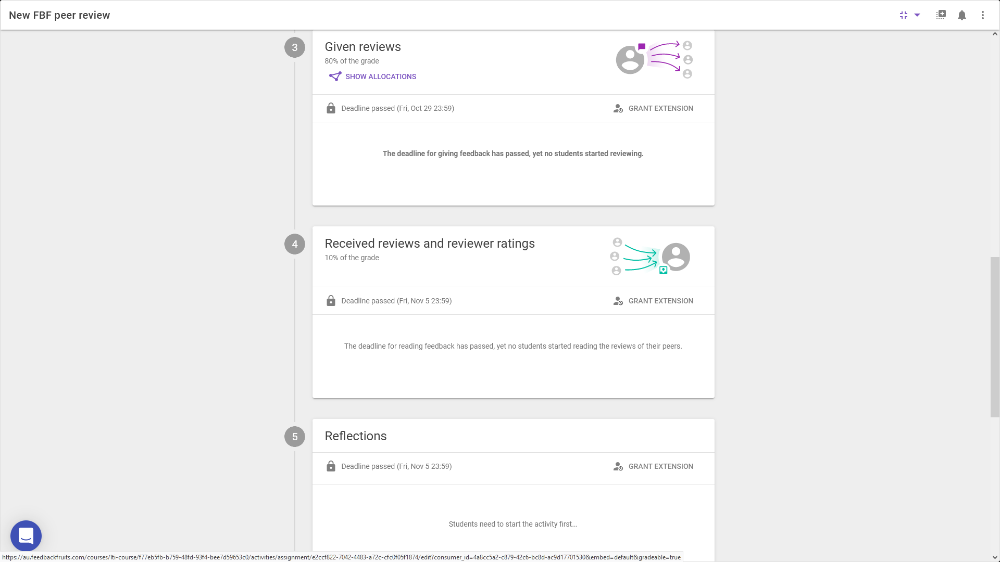 New FBF peer review
3
Given reviews
80% of the grade
SHOW ALLOCATIONS
Deadline passed (Fri, Oct 29 23:59)
GRANT EXTENSION
The deadline for giving feedback has passed, yet no students started reviewing.
4
Received reviews and reviewer ratings
10% of the grade
Deadline passed (Fri, Nov 5 23:59)
GRANT EXTENSION
The deadline for reading feedback has passed, yet no students started reading the reviews of their peers.
5
Reflections
Deadline passed (Fri, Nov 5 23:59)
GRANT EXTENSION
Students need to start the activity first...
https://au.feedbackfruits.com/courses/lti-course/f77eb5fb-b759-48fd-93f4-bee7d59653c0/activities/assignment/e2ccf822-7042-4483-a72c-cfc0f05f1874/edit?consumer_id=4a8cc5a2-c879-42c6-bc8d-ac9d17701530&embed=default&gradeable=true